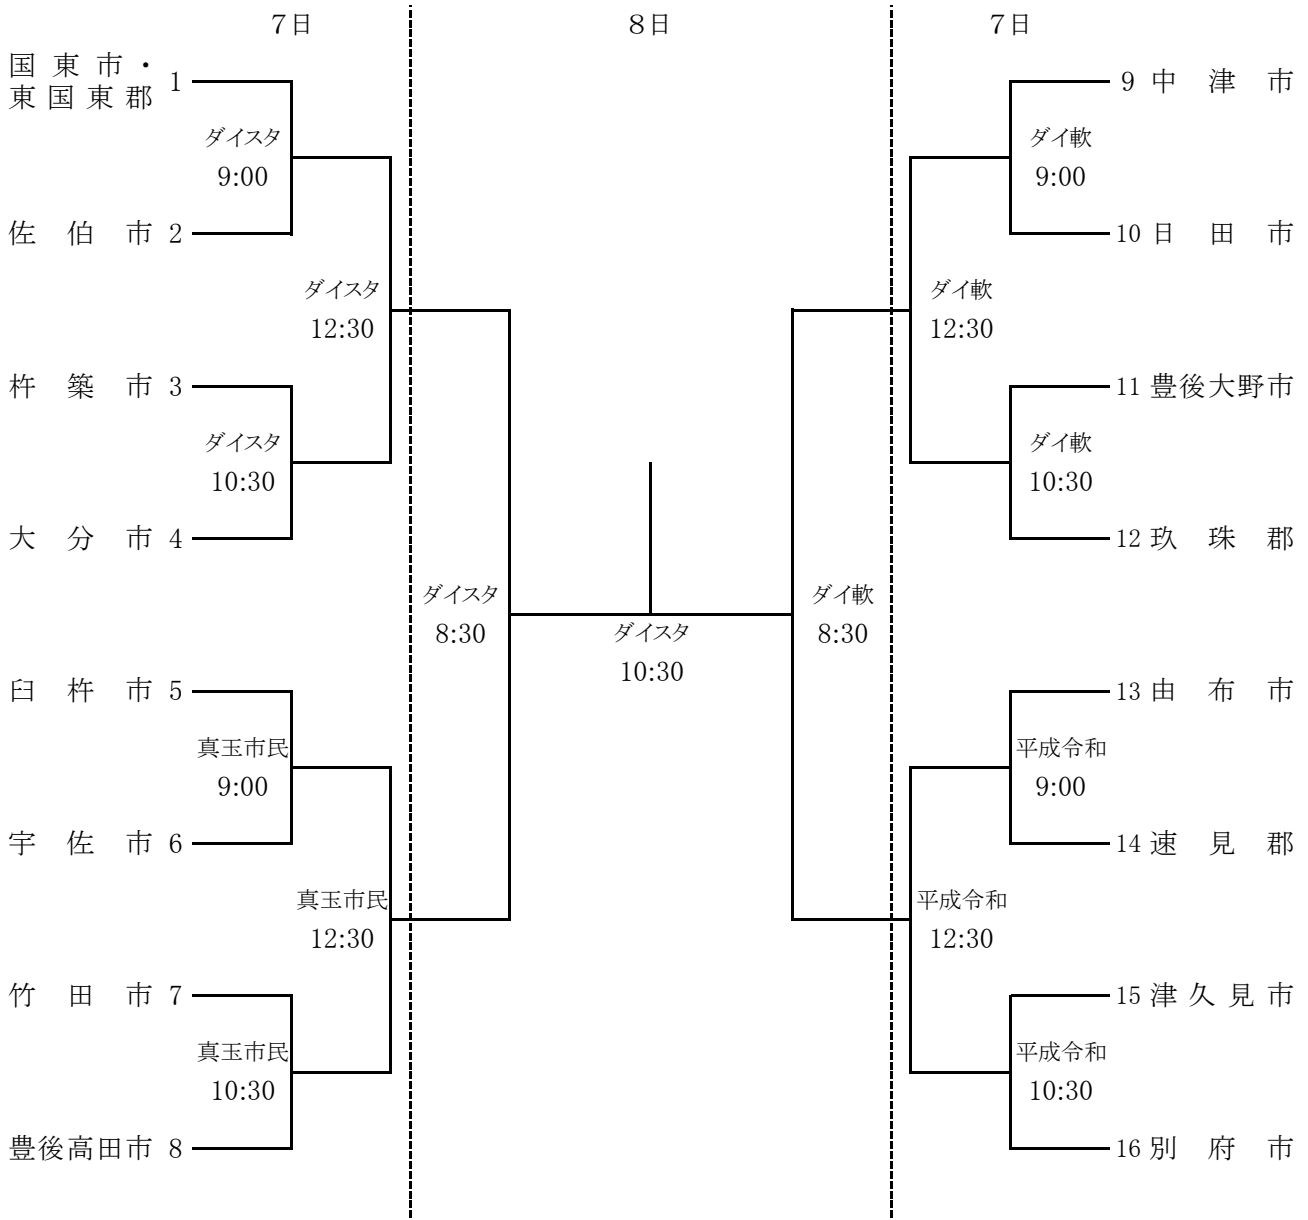 7日
8日
7日
国東市・
東国東郡 1
ダイスタ
9:00
佐伯市 2
ダイスタ
12:30
杵築市 3
ダイスタ
10:30
大分市 4
ダイスタ
8:30
臼杵市 5
真玉市民
9:00
宇佐市 6
真玉市民
12:30
竹田市 7
真玉市民
10:30
豊後高田市 8
ダイスタ
10:30
9 中津市
ダイ軟
9:00
10 日田市
ダイ軟
12:30
11 豊後大野市
ダイ軟
10:30
12 玖珠郡
ダイ軟
8:30
13 由布市
平成令和
9:00
14 速見郡
平成令和
12:30
15 津久見市
平成令和
10:30
16 別府市